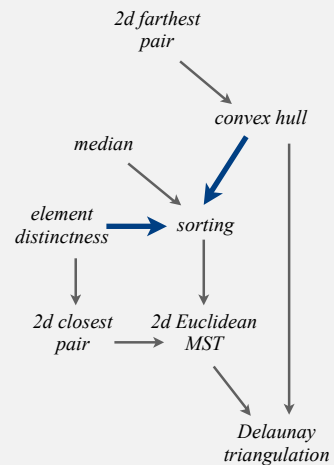 2d farthest
pair
convex hull
median
element
distinctness
sorting
2d closest
pair
2d Euclidean
MST
Delaunay
triangulation